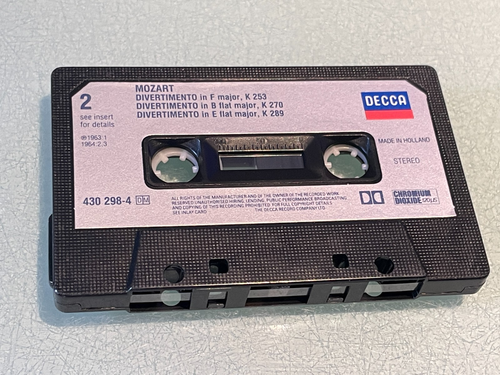 2
see insert
for details
℗1963:1
1964:2,3
MOZART
DIVERTIMENTO in F major, K 253
DIVERTIMENTO in B flat major, K 270
DIVERTIMENTO in E flat major, K 289
DECCA
MADE IN HOLLAND
STEREO
430 298-4 DM
ALL RIGHTS OF THE MANUFACTURER AND OF THE OWNER OF THE RECORDED WORK
RESERVED. UNAUTHORISED HIRING, LENDING, PUBLIC PERFORMANCE BROADCASTING
AND COPYING OF THIS RECORDING PROHIBITED. FOR FULL COPYRIGHT DETAILS
SEE INLAY CARD
THE DECCA RECORD COMPANY LTD.
CHROMIUM
DIOXIDE